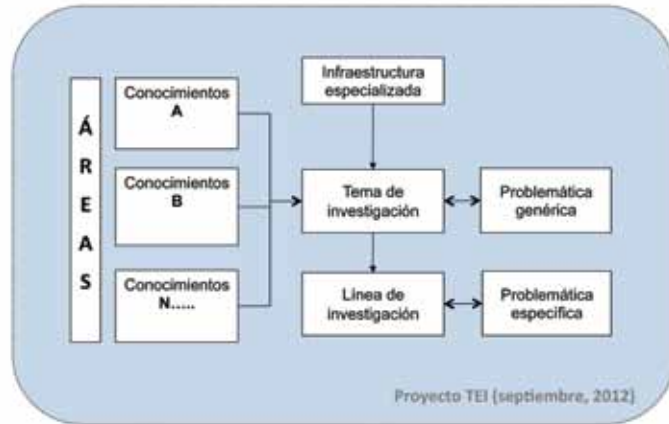 ÁREAS
Conocimientos
A
Conocimientos
B
Conocimientos
N.....
Infraestructura
especializada
Tema de
investigación
Problemática
genérica
Línea de
investigación
Problemática
específica
Proyecto TEI (septiembre, 2012)